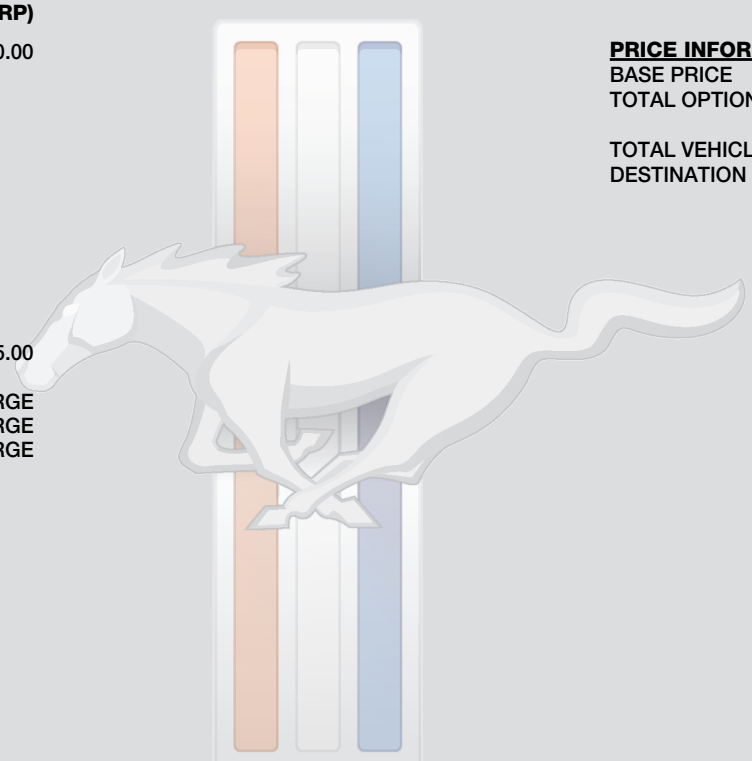 RP)
0.00
5.00
RGE
RGE
RGE
PRICE INFOR
BASE PRICE
TOTAL OPTION
TOTAL VEHICL
DESTINATION